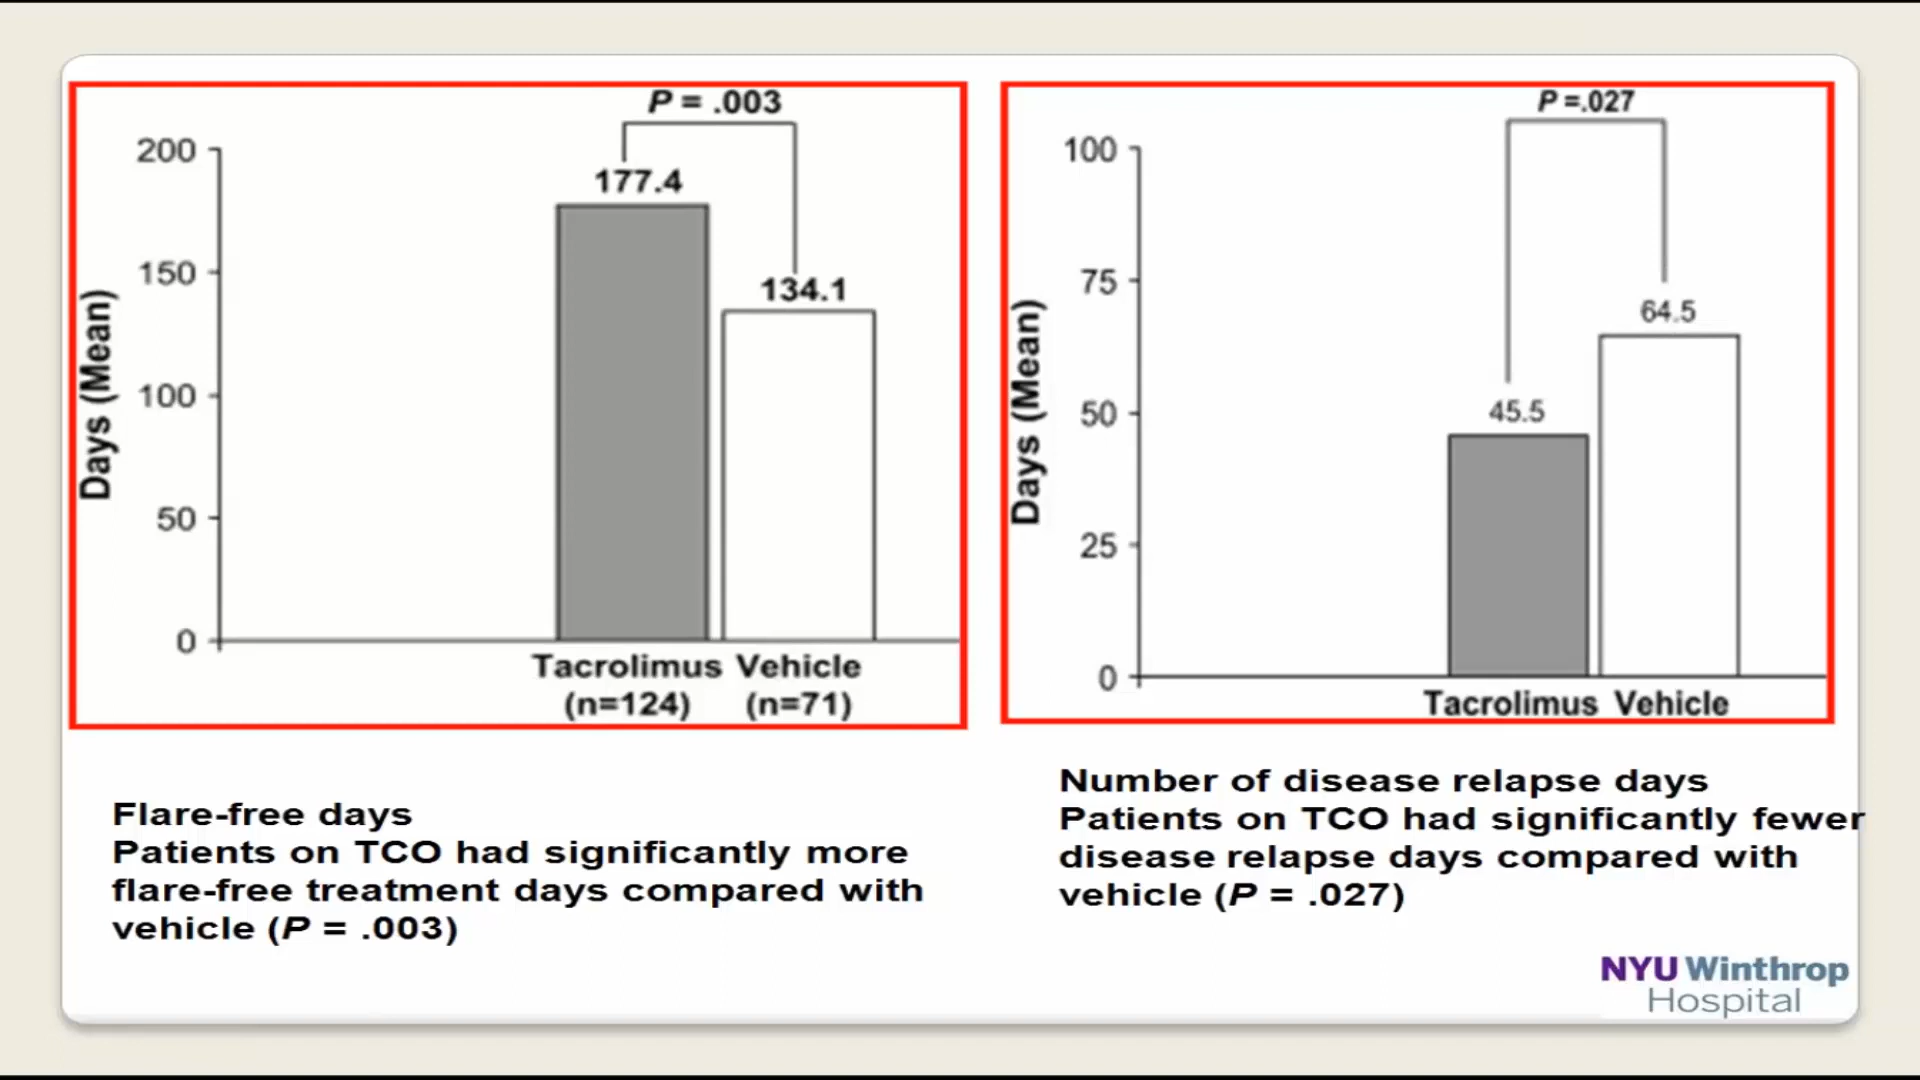 P = .003
200
177.4
150
134.1
100
50
0
Days (Mean)
Tacrolimus Vehicle
(n=124) (n=71)
P =.027
100
75
64.5
50
45.5
25
0
Days (Mean)
Tacrolimus Vehicle
Flare-free days
Patients on TCO had significantly more
flare-free treatment days compared with
vehicle (P = .003)
Number of disease relapse days
Patients on TCO had significantly fewer
disease relapse days compared with
vehicle (P = .027)
NYU Winthrop
Hospital